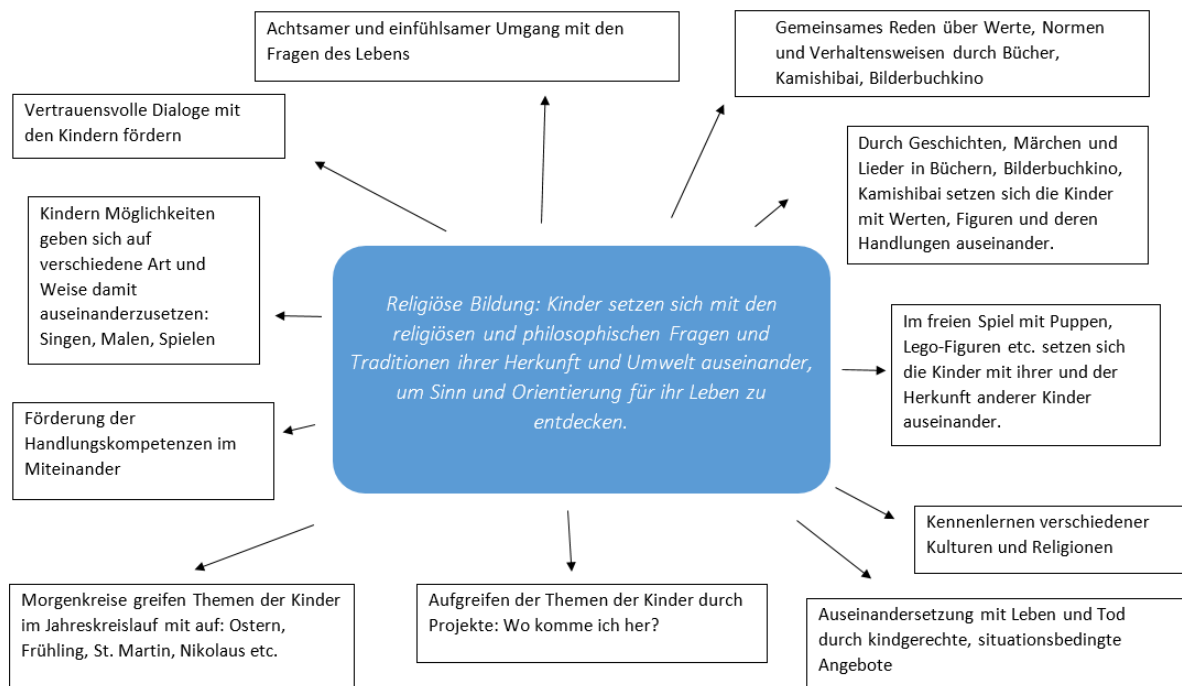 Achtsamer und einfühlsamer Umgang mit den
Fragen des Lebens
Gemeinsames Reden über Werte, Normen
und Verhaltensweisen durch Bücher,
Kamishibai, Bilderbuchkino
Vertrauensvolle Dialoge mit
den Kindern fördern
Durch Geschichten, Märchen und
Lieder in Büchern, Bilderbuchkino,
Kamishibai setzen sich die Kinder
mit Werten, Figuren und deren
Handlungen auseinander.
Kindern Möglichkeiten
geben sich auf
verschiedene Art und
Weise damit
auseinanderzusetzen:
Singen, Malen, Spielen
Religiöse Bildung: Kinder setzen sich mit den
religiösen und philosophischen Fragen und
Traditionen ihrer Herkunft und Umwelt auseinander,
um Sinn und Orientierung für ihr Leben zu
entdecken.
Im freien Spiel mit Puppen,
Lego-Figuren etc. setzen sich
die Kinder mit ihrer und der
Herkunft anderer Kinder
auseinander.
Förderung der
Handlungskompetenzen im
Miteinander
Kennenlernen verschiedener
Kulturen und Religionen
Morgenkreise greifen Themen der Kinder
im Jahreskreislauf mit auf: Ostern,
Frühling, St. Martin, Nikolaus etc.
Aufgreifen der Themen der Kinder durch
Projekte: Wo komme ich her?
Auseinandersetzung mit Leben und Tod
durch kindgerechte, situationsbedingte
Angebote